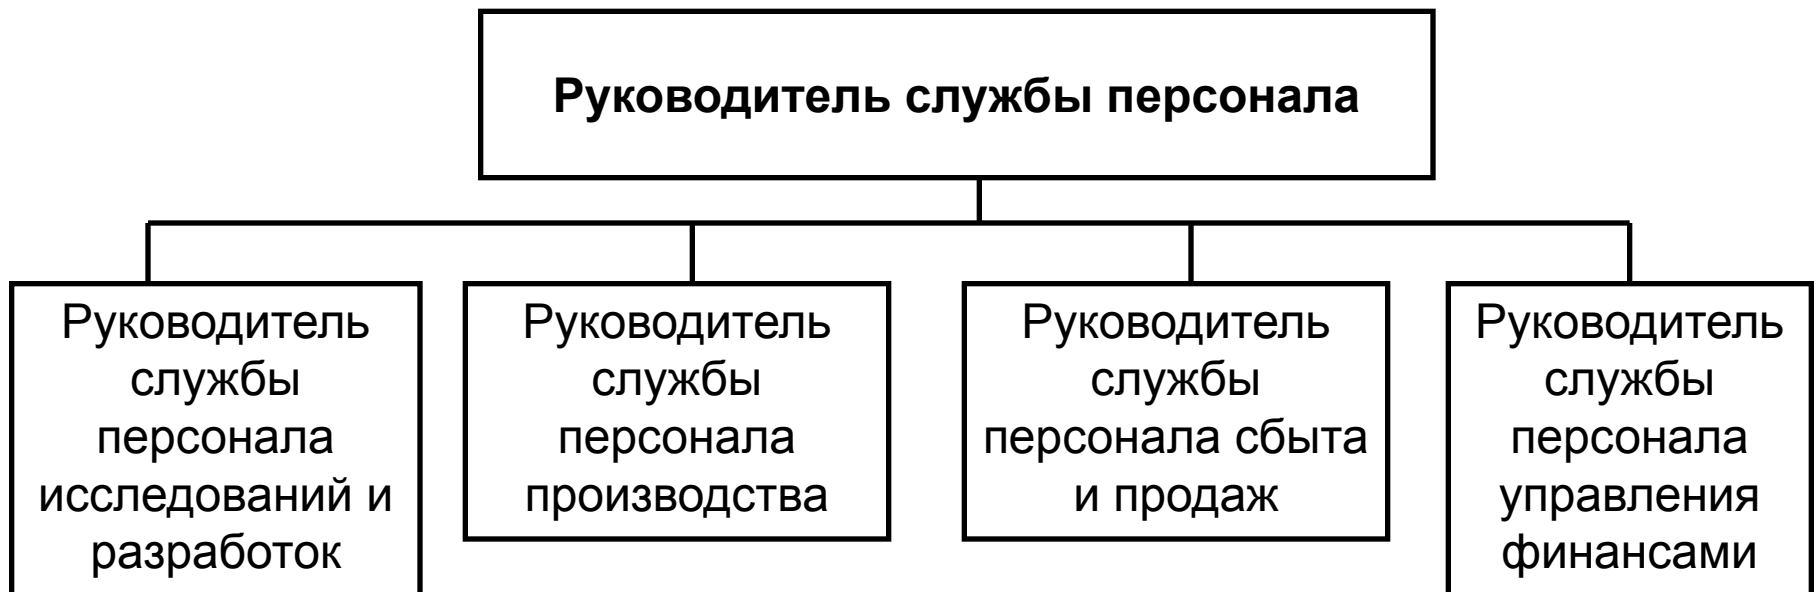 Руководитель службы персонала
Руководитель
службы
персонала
исследований и
разработок
Руководитель
службы
персонала
производства
Руководитель
службы
персонала сбыта
и продаж
Руководитель
службы
персонала
управления
финансами